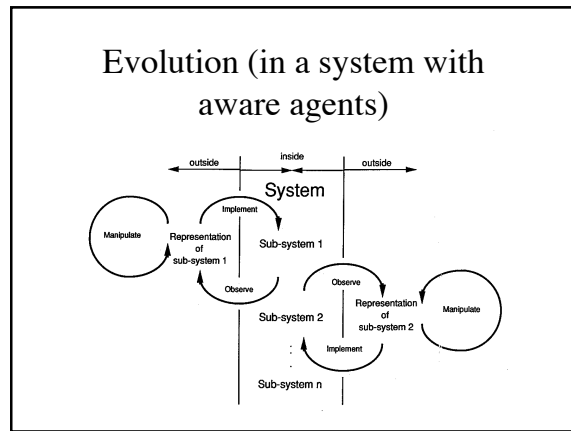 Evolution (in a system with
aware agents)
outside
inside
outside
System
Implement
Manipulate
Representation
of
sub-system 1
Sub-system 1
Observe
Observe
Sub-system 2
Representation
of
sub-system 2
Manipulate
Implement
Sub-system n